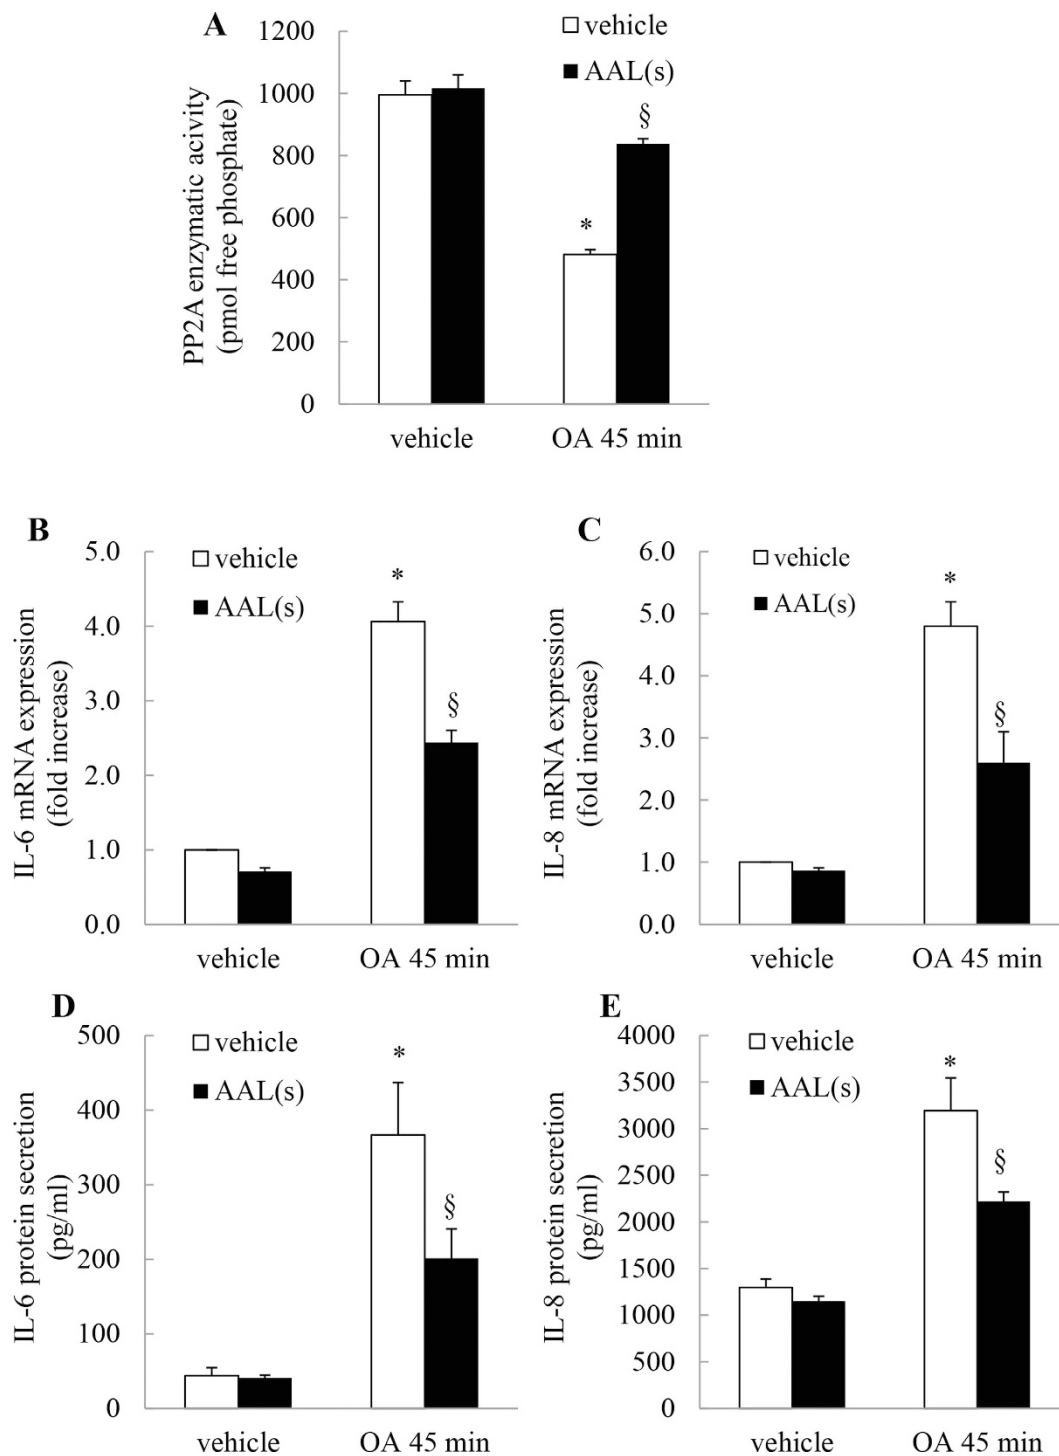 A
vehicle
AAL(s)
PP2A enzymatic acivity
(pmol free phosphate)
1200
1000
800
600
400
200
0
*
§
vehicle
OA 45 min
B
vehicle
AAL(s)
IL-6 mRNA expression
(fold increase)
5.0
4.0
3.0
2.0
1.0
0.0
*
§
vehicle
OA 45 min
C
vehicle
AAL(s)
IL-8 mRNA expression
(fold increase)
6.0
5.0
4.0
3.0
2.0
1.0
0.0
*
§
vehicle
OA 45 min
D
vehicle
AAL(s)
IL-6 protein secretion
(pg/ml)
500
400
300
200
100
0
*
§
vehicle
OA 45 min
E
vehicle
AAL(s)
IL-8 protein secretion
(pg/ml)
4000
3500
3000
2500
2000
1500
1000
500
0
*
§
vehicle
OA 45 min